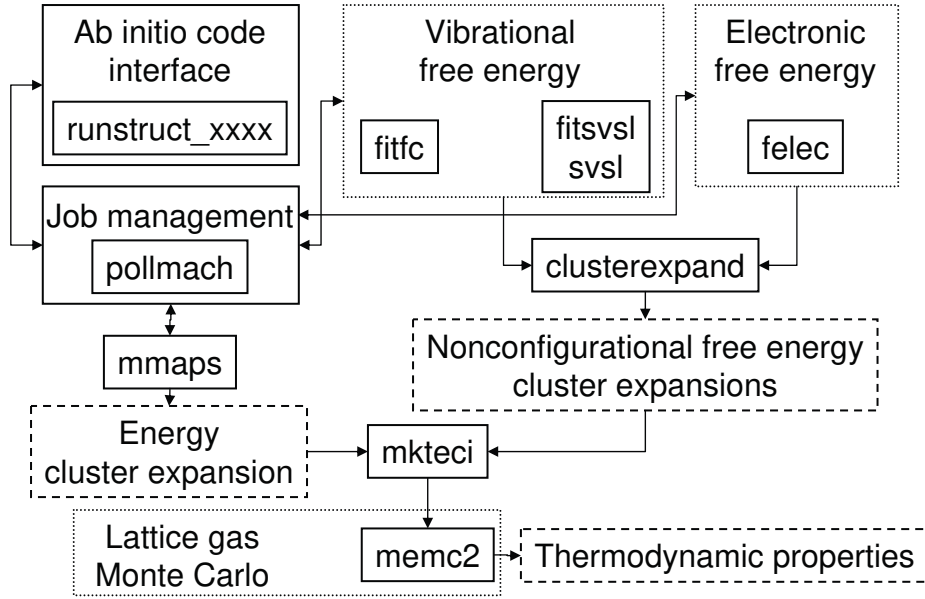 Ab initio code
interface
runstruct_xxxx
Vibrational
free energy
fitfc
fitsvsl
svsl
Electronic
free energy
felec
Job management
pollmach
clusterexpand
mmaps
Nonconfigurational free energy
cluster expansions
Energy
cluster expansion
mkteci
Lattice gas
Monte Carlo
memc2
Thermodynamic properties